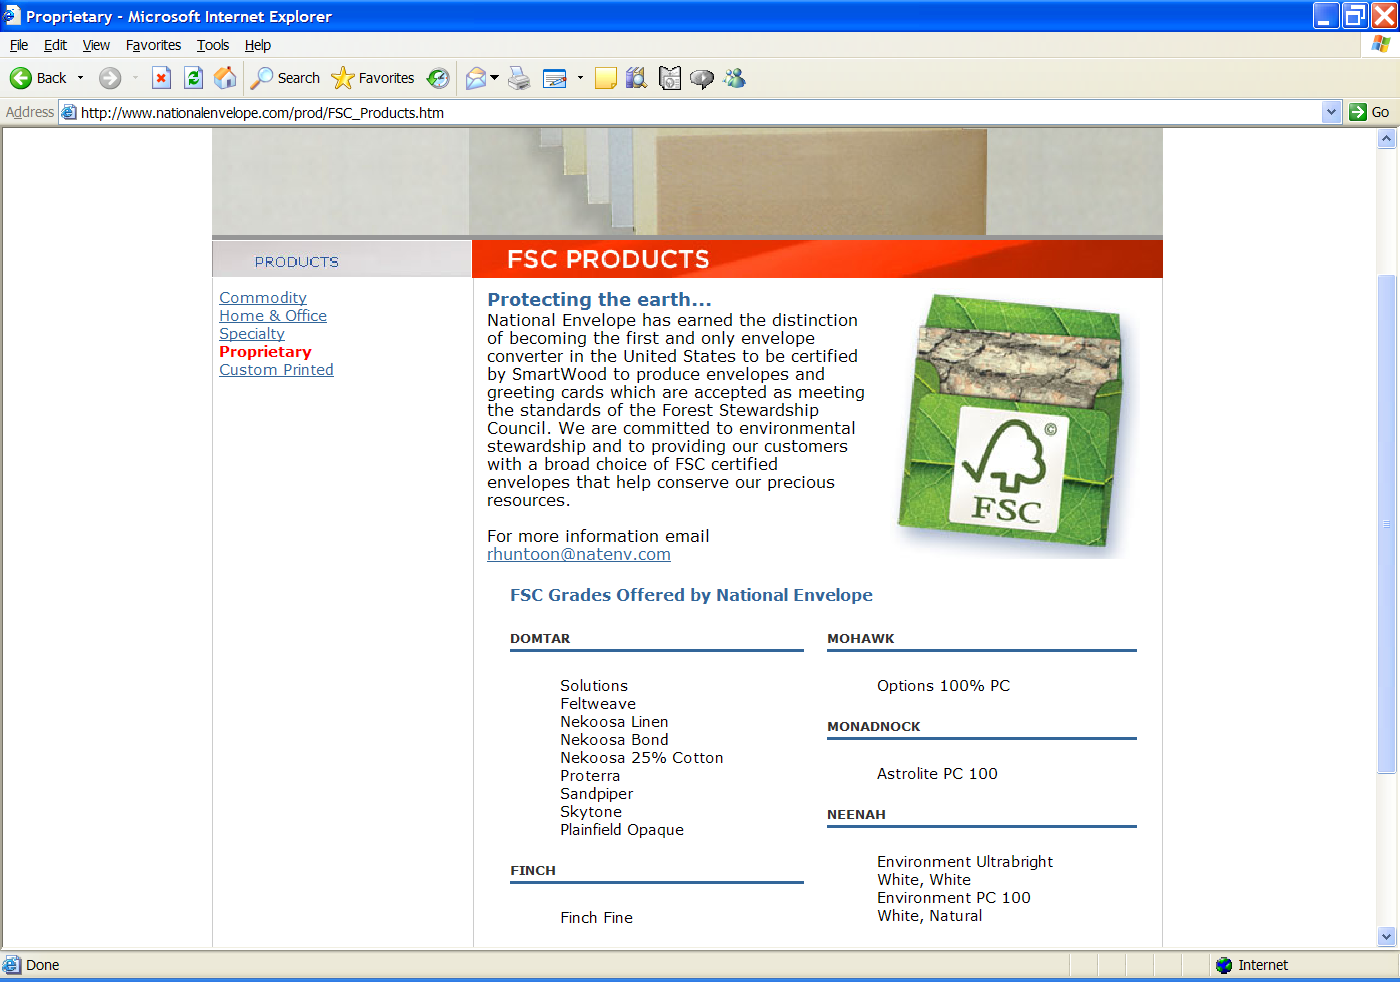 Proprietary - Microsoft Internet Explorer
File Edit View Favorites Tools Help
Back Search Favorites
Address http://www.nationalenvelope.com/prod/FSC_Products.htm Go
PRODUCTS
Commodity
Home & Office
Specialty
Proprietary
Custom Printed
FSC PRODUCTS
Protecting the earth...
National Envelope has earned the distinction
of becoming the first and only envelope
converter in the United States to be certified
by SmartWood to produce envelopes and
greeting cards which are accepted as meeting
the standards of the Forest Stewardship
Council. We are committed to environmental
stewardship and to providing our customers
with a broad choice of FSC certified
envelopes that help conserve our precious
resources.
For more information email
rhuntoon@natenv.com
©
FSC
FSC Grades Offered by National Envelope
DOMTAR
Solutions
Feltweave
Nekoosa Linen
Nekoosa Bond
Nekoosa 25% Cotton
Proterra
Sandpiper
Skytone
Plainfield Opaque
FINCH
Finch Fine
MOHAWK
Options 100% PC
MONADNOCK
Astrolite PC 100
NEENAH
Environment Ultrabright
White, White
Environment PC 100
White, Natural
Done Internet